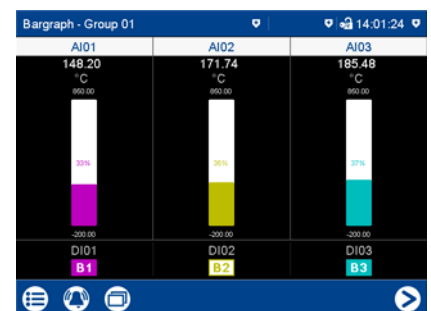 Bargraph - Group 01 14:01:24
AI01 AI02 AI03
148.20 171.74 185.48
°C °C °C
850.00 850.00 850.00
33% 36% 37%
-200.00 -200.00 -200.00
DI01 DI02 DI03
B1 B2 B3